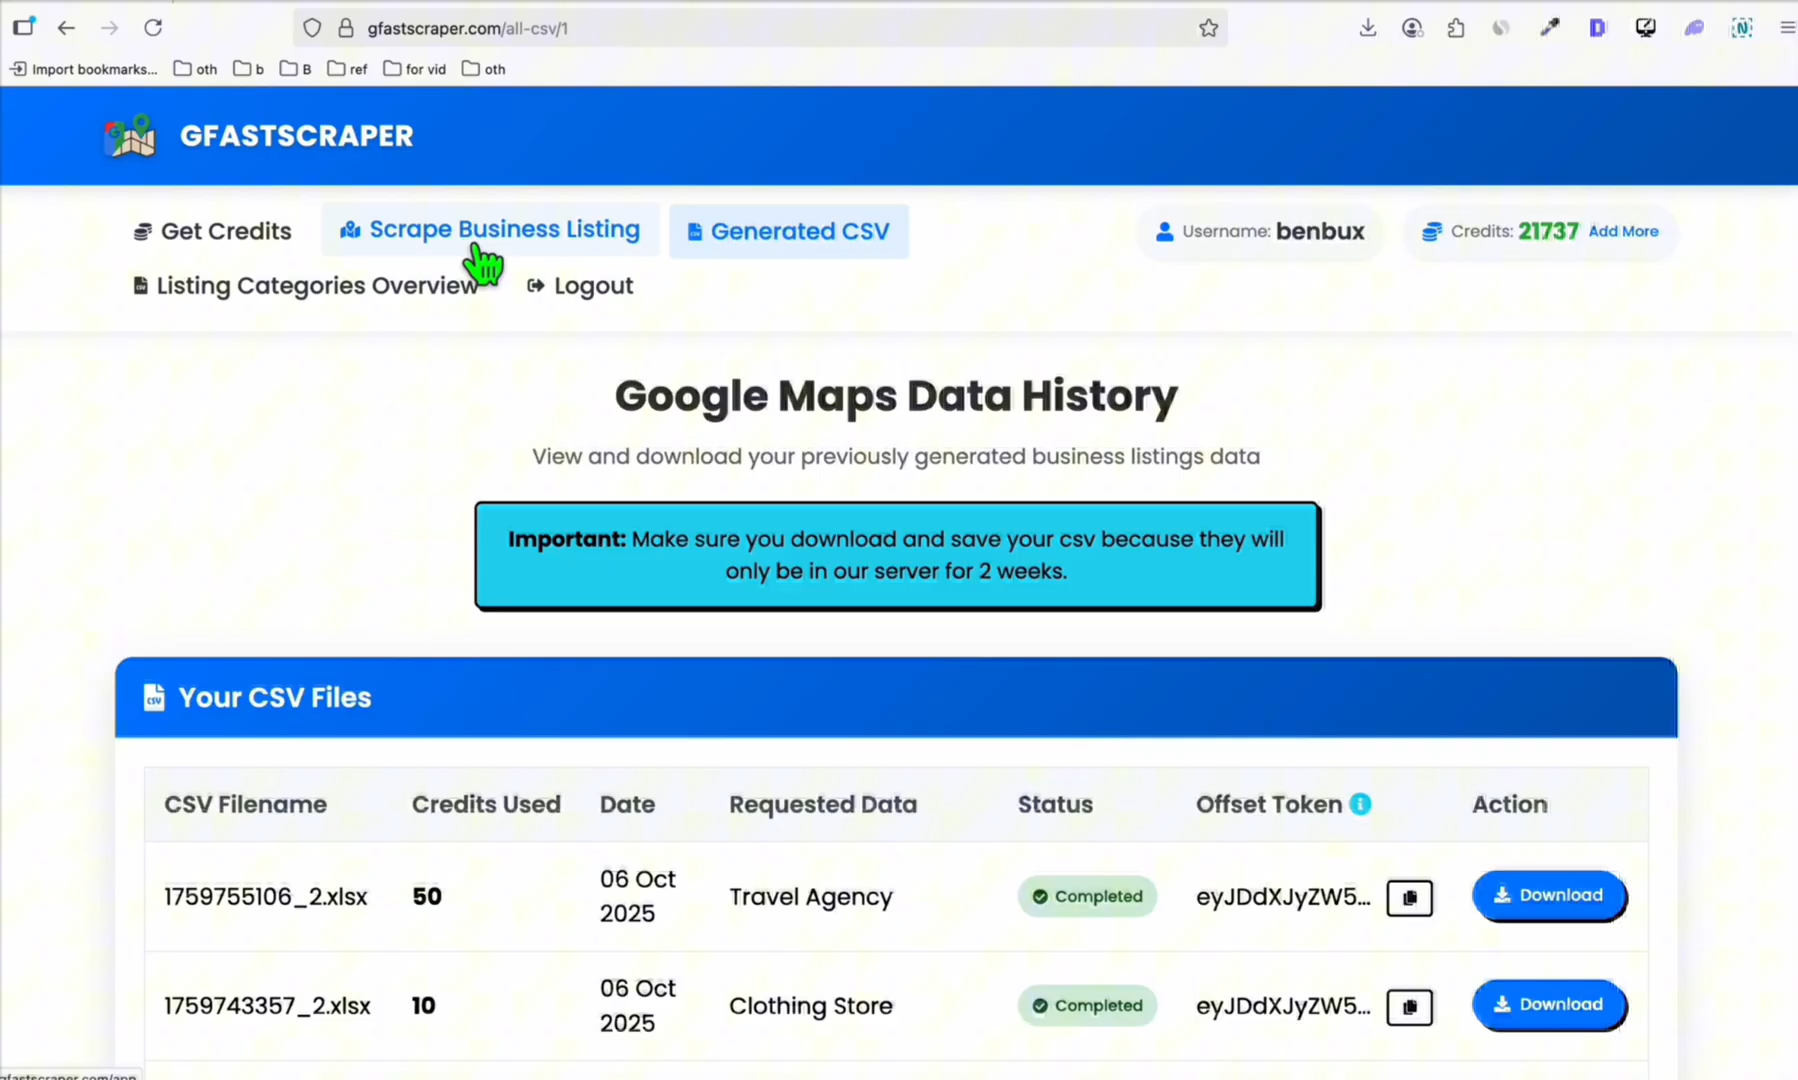 gfastscraper.com/all-csv/1
Import bookmarks... oth b B ref for vid oth
GFASTSCRAPER
Get Credits Scrape Business Listing Generated CSV Username: benbux Credits: 21737 Add More
Listing Categories Overview Logout
Google Maps Data History
View and download your previously generated business listings data
Important: Make sure you download and save your csv because they will
only be in our server for 2 weeks.
Your CSV Files
CSV Filename Credits Used Date Requested Data Status Offset Token Action
1759755106_2.xlsx 50 06 Oct 2025 Travel Agency Completed eyJDdXJyZW5... Download
1759743357_2.xlsx 10 06 Oct 2025 Clothing Store Completed eyJDdXJyZW5... Download